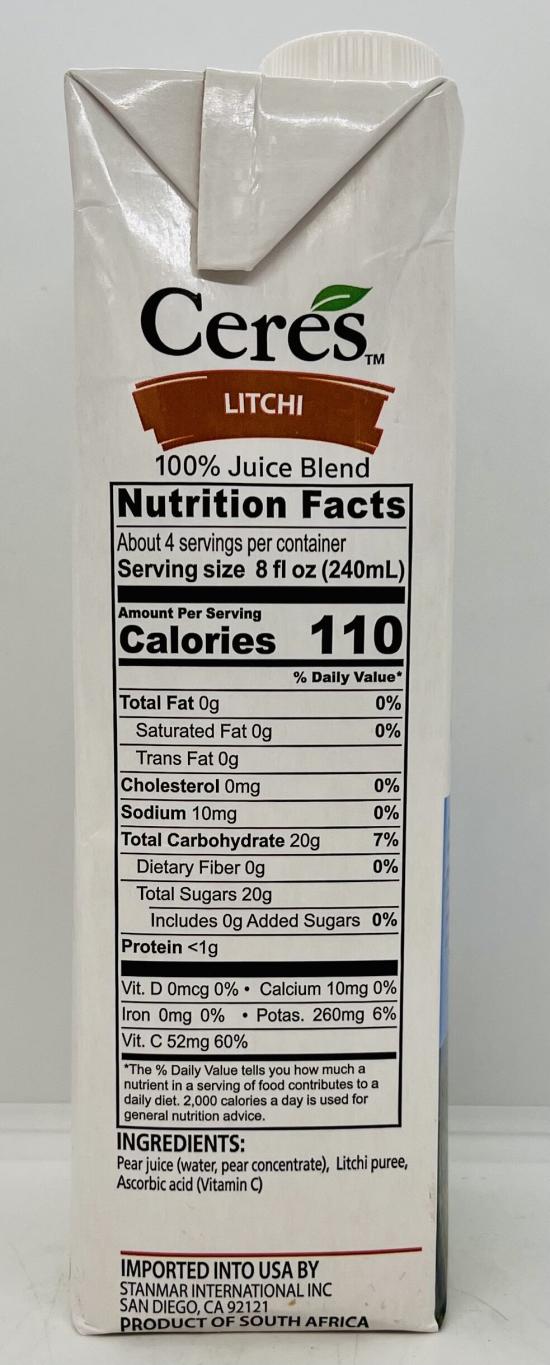 Ceres™
LITCHI
100% Juice Blend
Nutrition Facts
About 4 servings per container
Serving size 8 fl oz (240mL)
Amount Per Serving
Calories 110
% Daily Value*
Total Fat 0g 0%
Saturated Fat 0g 0%
Trans Fat 0g
Cholesterol 0mg 0%
Sodium 10mg 0%
Total Carbohydrate 20g 7%
Dietary Fiber 0g 0%
Total Sugars 20g
Includes 0g Added Sugars 0%
Protein <1g
Vit. D 0mcg 0% • Calcium 10mg 0%
Iron 0mg 0% • Potas. 260mg 6%
Vit. C 52mg 60%
*The % Daily Value tells you how much a
nutrient in a serving of food contributes to a
daily diet. 2,000 calories a day is used for
general nutrition advice.
INGREDIENTS:
Pear juice (water, pear concentrate), Litchi puree,
Ascorbic acid (Vitamin C)
IMPORTED INTO USA BY
STANMAR INTERNATIONAL INC
SAN DIEGO, CA 92121
PRODUCT OF SOUTH AFRICA